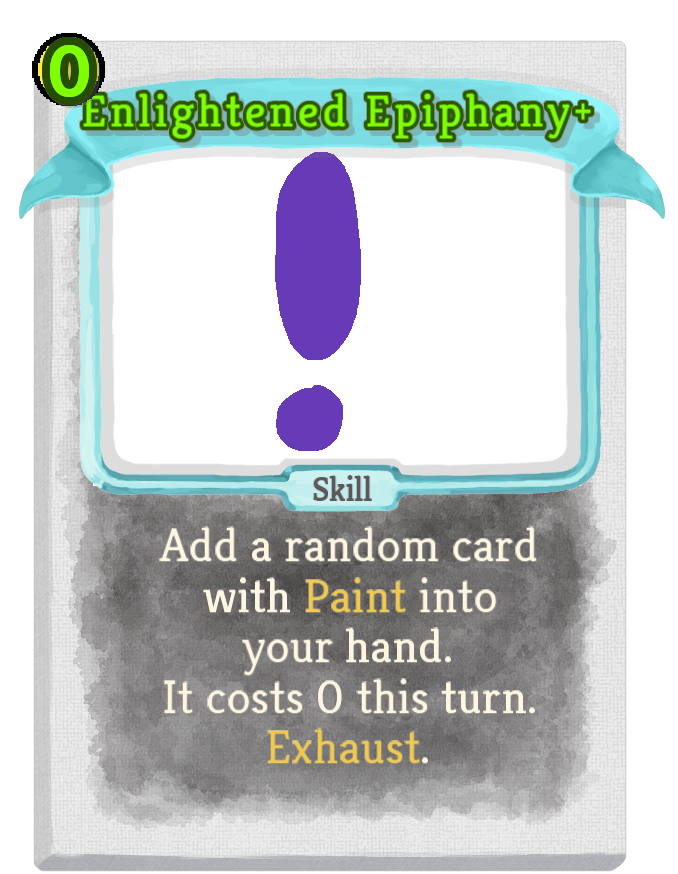 0
Enlightened Epiphany+
Skill
Add a random card
with Paint into
your hand.
It costs 0 this turn.
Exhaust.